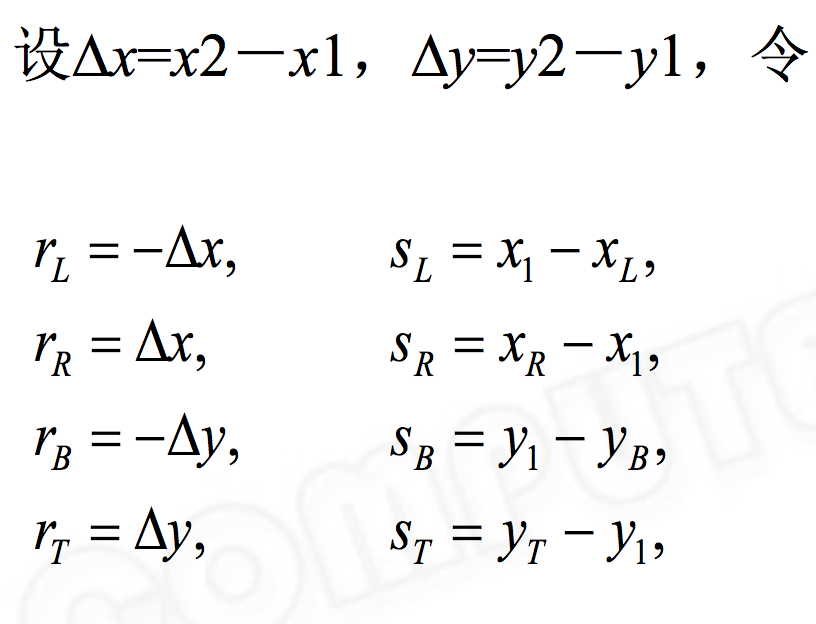 设Δx=x2－x1，Δy=y2－y1，令
r_L = −Δx, s_L = x_1 − x_L,
r_R = Δx, s_R = x_R − x_1,
r_B = −Δy, s_B = y_1 − y_B,
r_T = Δy, s_T = y_T − y_1,
COMPUTE